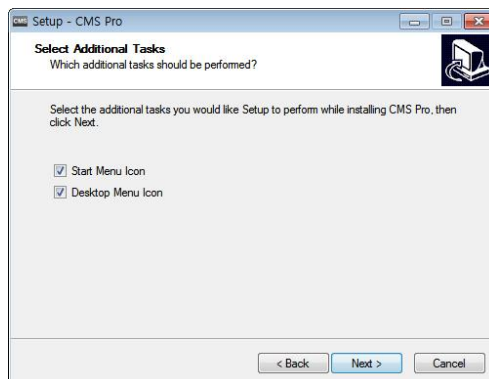 CMS Setup - CMS Pro
Select Additional Tasks
Which additional tasks should be performed?
Select the additional tasks you would like Setup to perform while installing CMS Pro, then
click Next.
Start Menu Icon
Desktop Menu Icon
< Back Next > Cancel